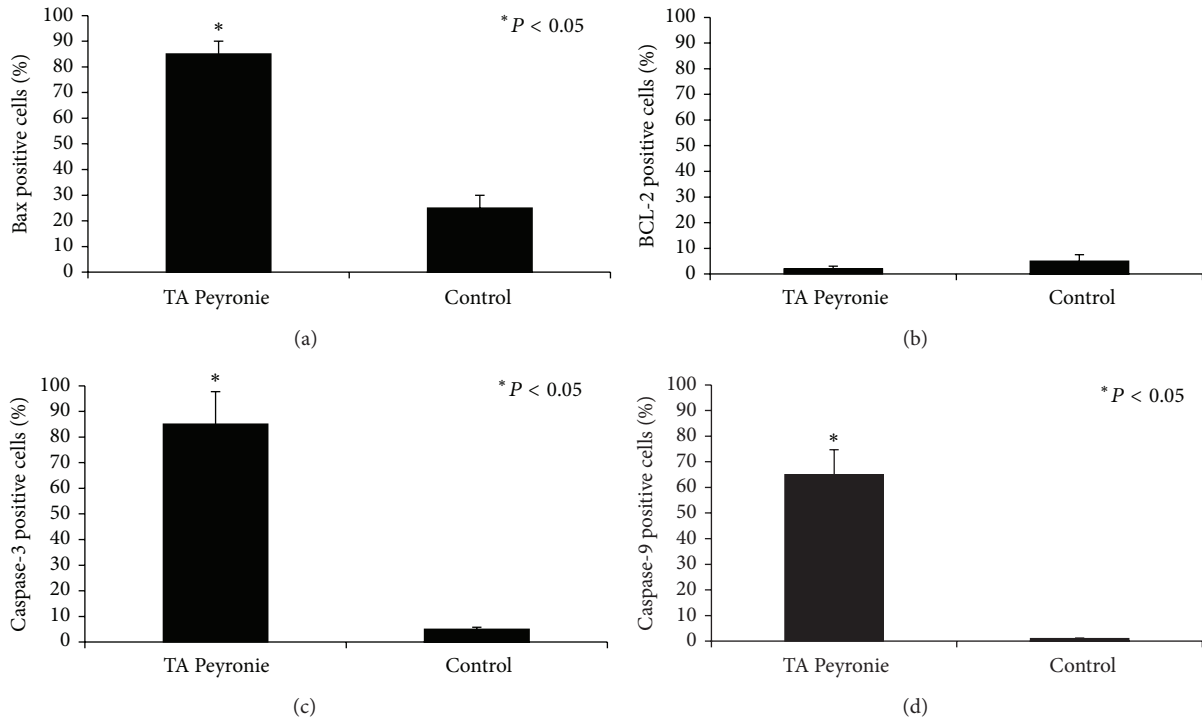 Bax positive cells (%)
100
90
80
70
60
50
40
30
20
10
0
*
* P < 0.05
TA Peyronie
Control
(a)
BCL-2 positive cells (%)
100
90
80
70
60
50
40
30
20
10
0
TA Peyronie
Control
(b)
Caspase-3 positive cells (%)
100
90
80
70
60
50
40
30
20
10
0
*
* P < 0.05
TA Peyronie
Control
(c)
Caspase-9 positive cells (%)
100
90
80
70
60
50
40
30
20
10
0
*
* P < 0.05
TA Peyronie
Control
(d)